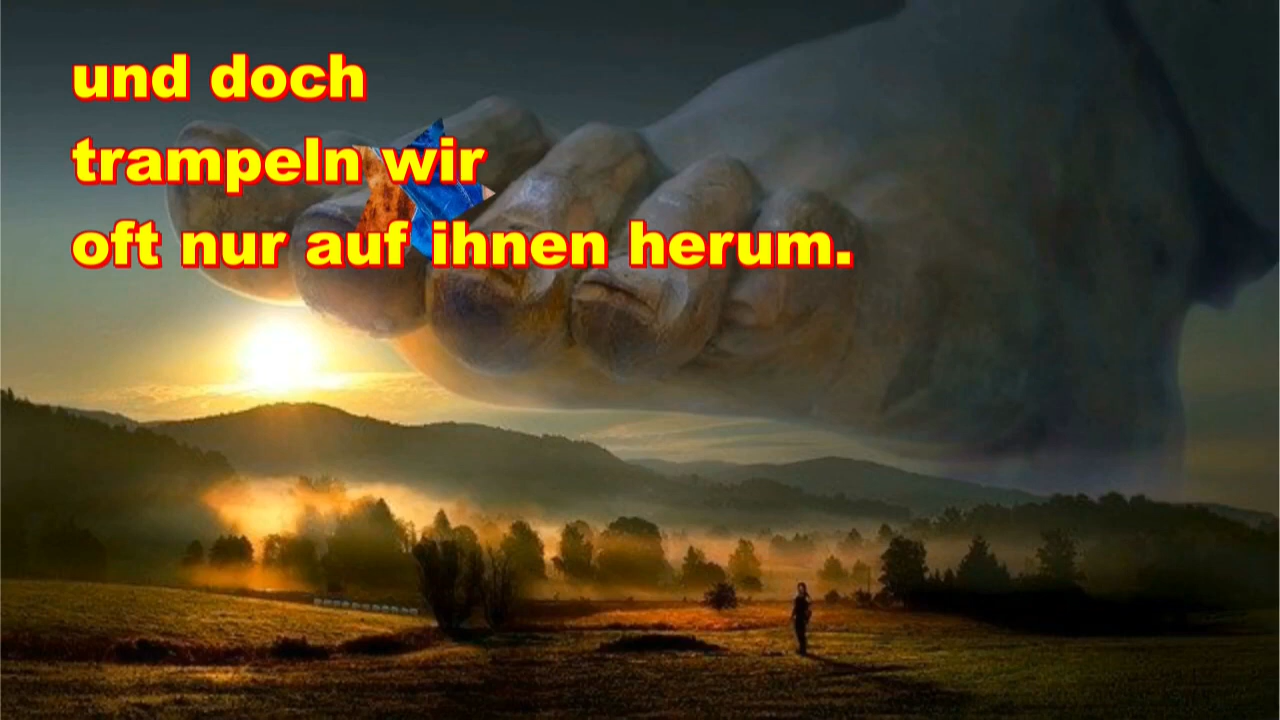 und doch
trampeln wir
oft nur auf ihnen herum.